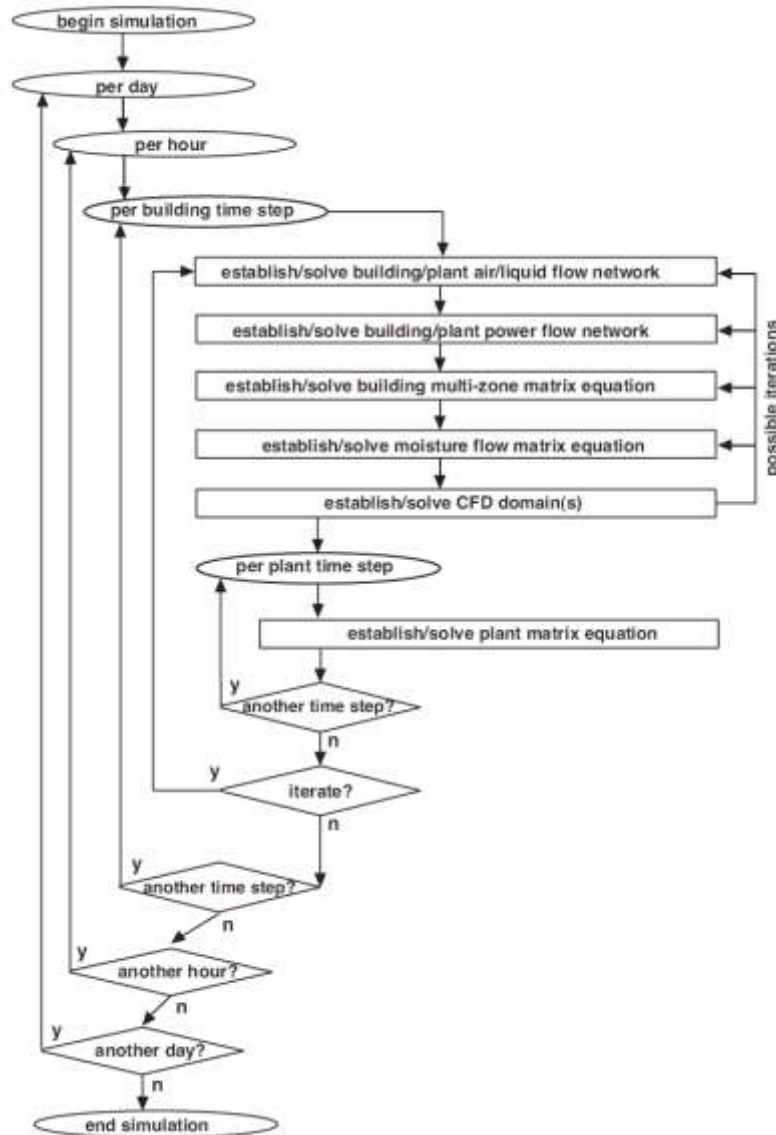 begin simulation
per day
per hour
per building time step
establish/solve building/plant air/liquid flow network
establish/solve building/plant power flow network
establish/solve building multi-zone matrix equation
establish/solve moisture flow matrix equation
establish/solve CFD domain(s)
possible iterations
per plant time step
establish/solve plant matrix equation
y
another time step?
n
y
iterate?
n
y
another time step?
n
y
another hour?
n
y
another day?
n
end simulation